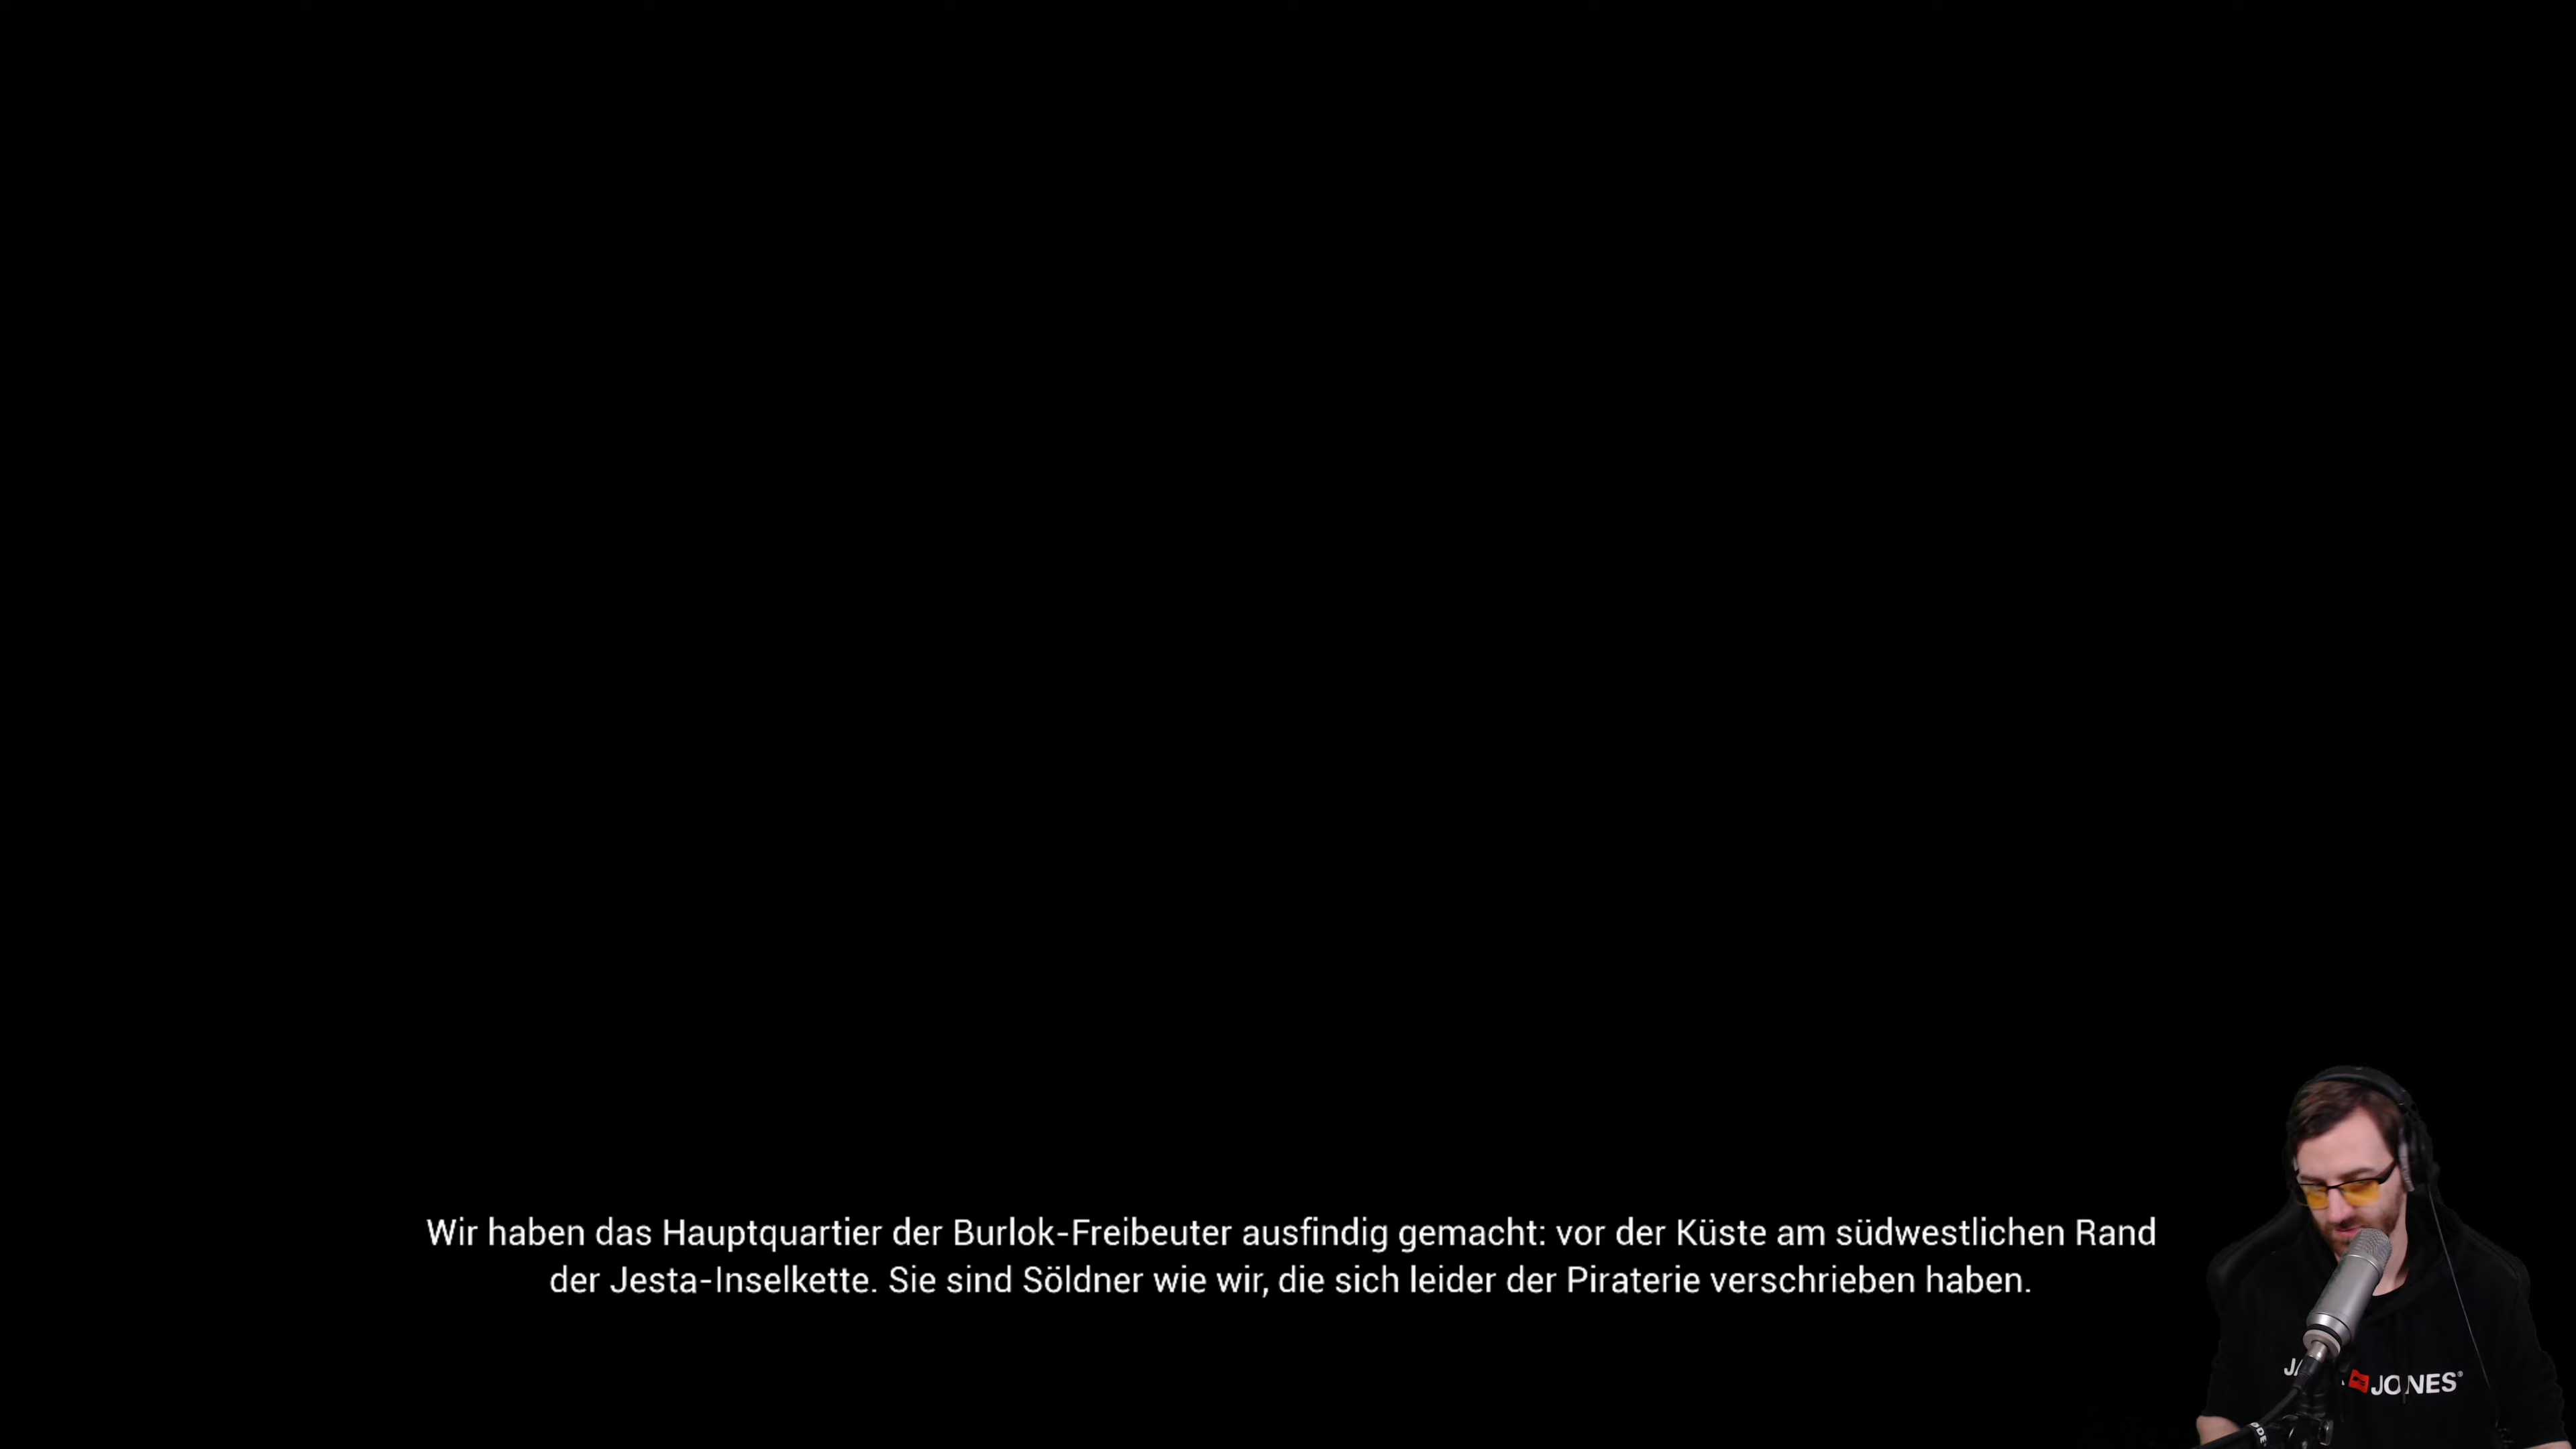 Wir haben das Hauptquartier der Burlok-Freibeuter ausfindig gemacht: vor der Küste am südwestlichen Rand
der Jesta-Inselkette. Sie sind Söldner wie wir, die sich leider der Piraterie verschrieben haben.
JONES®